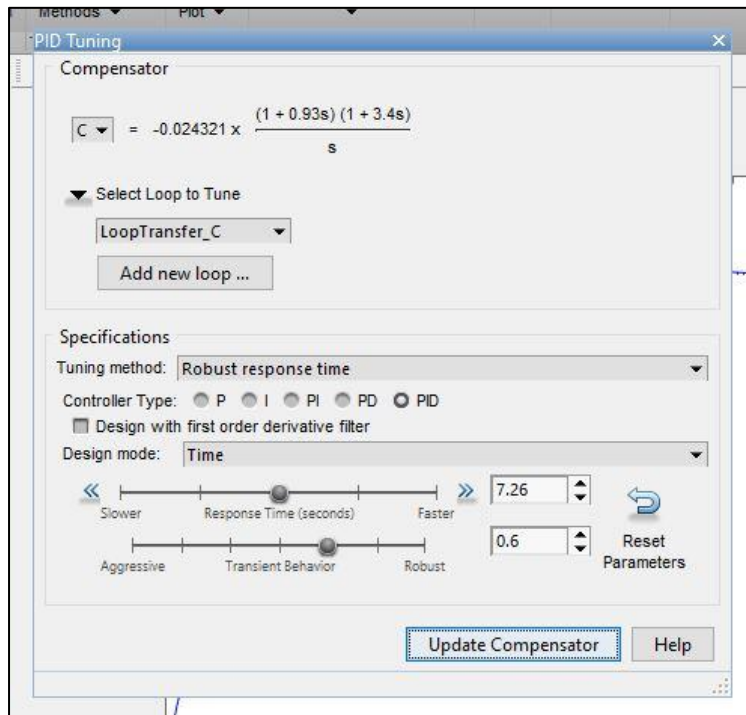 Methods Plot
PID Tuning
Compensator
C = -0.024321 x (1 + 0.93s) (1 + 3.4s)
s
Select Loop to Tune
LoopTransfer_C
Add new loop ...
Specifications
Tuning method: Robust response time
Controller Type: P I PI PD PID
Design with first order derivative filter
Design mode: Time
7.26
Slower Response Time (seconds) Faster
0.6
Aggressive Transient Behavior Robust
Reset
Parameters
Update Compensator Help